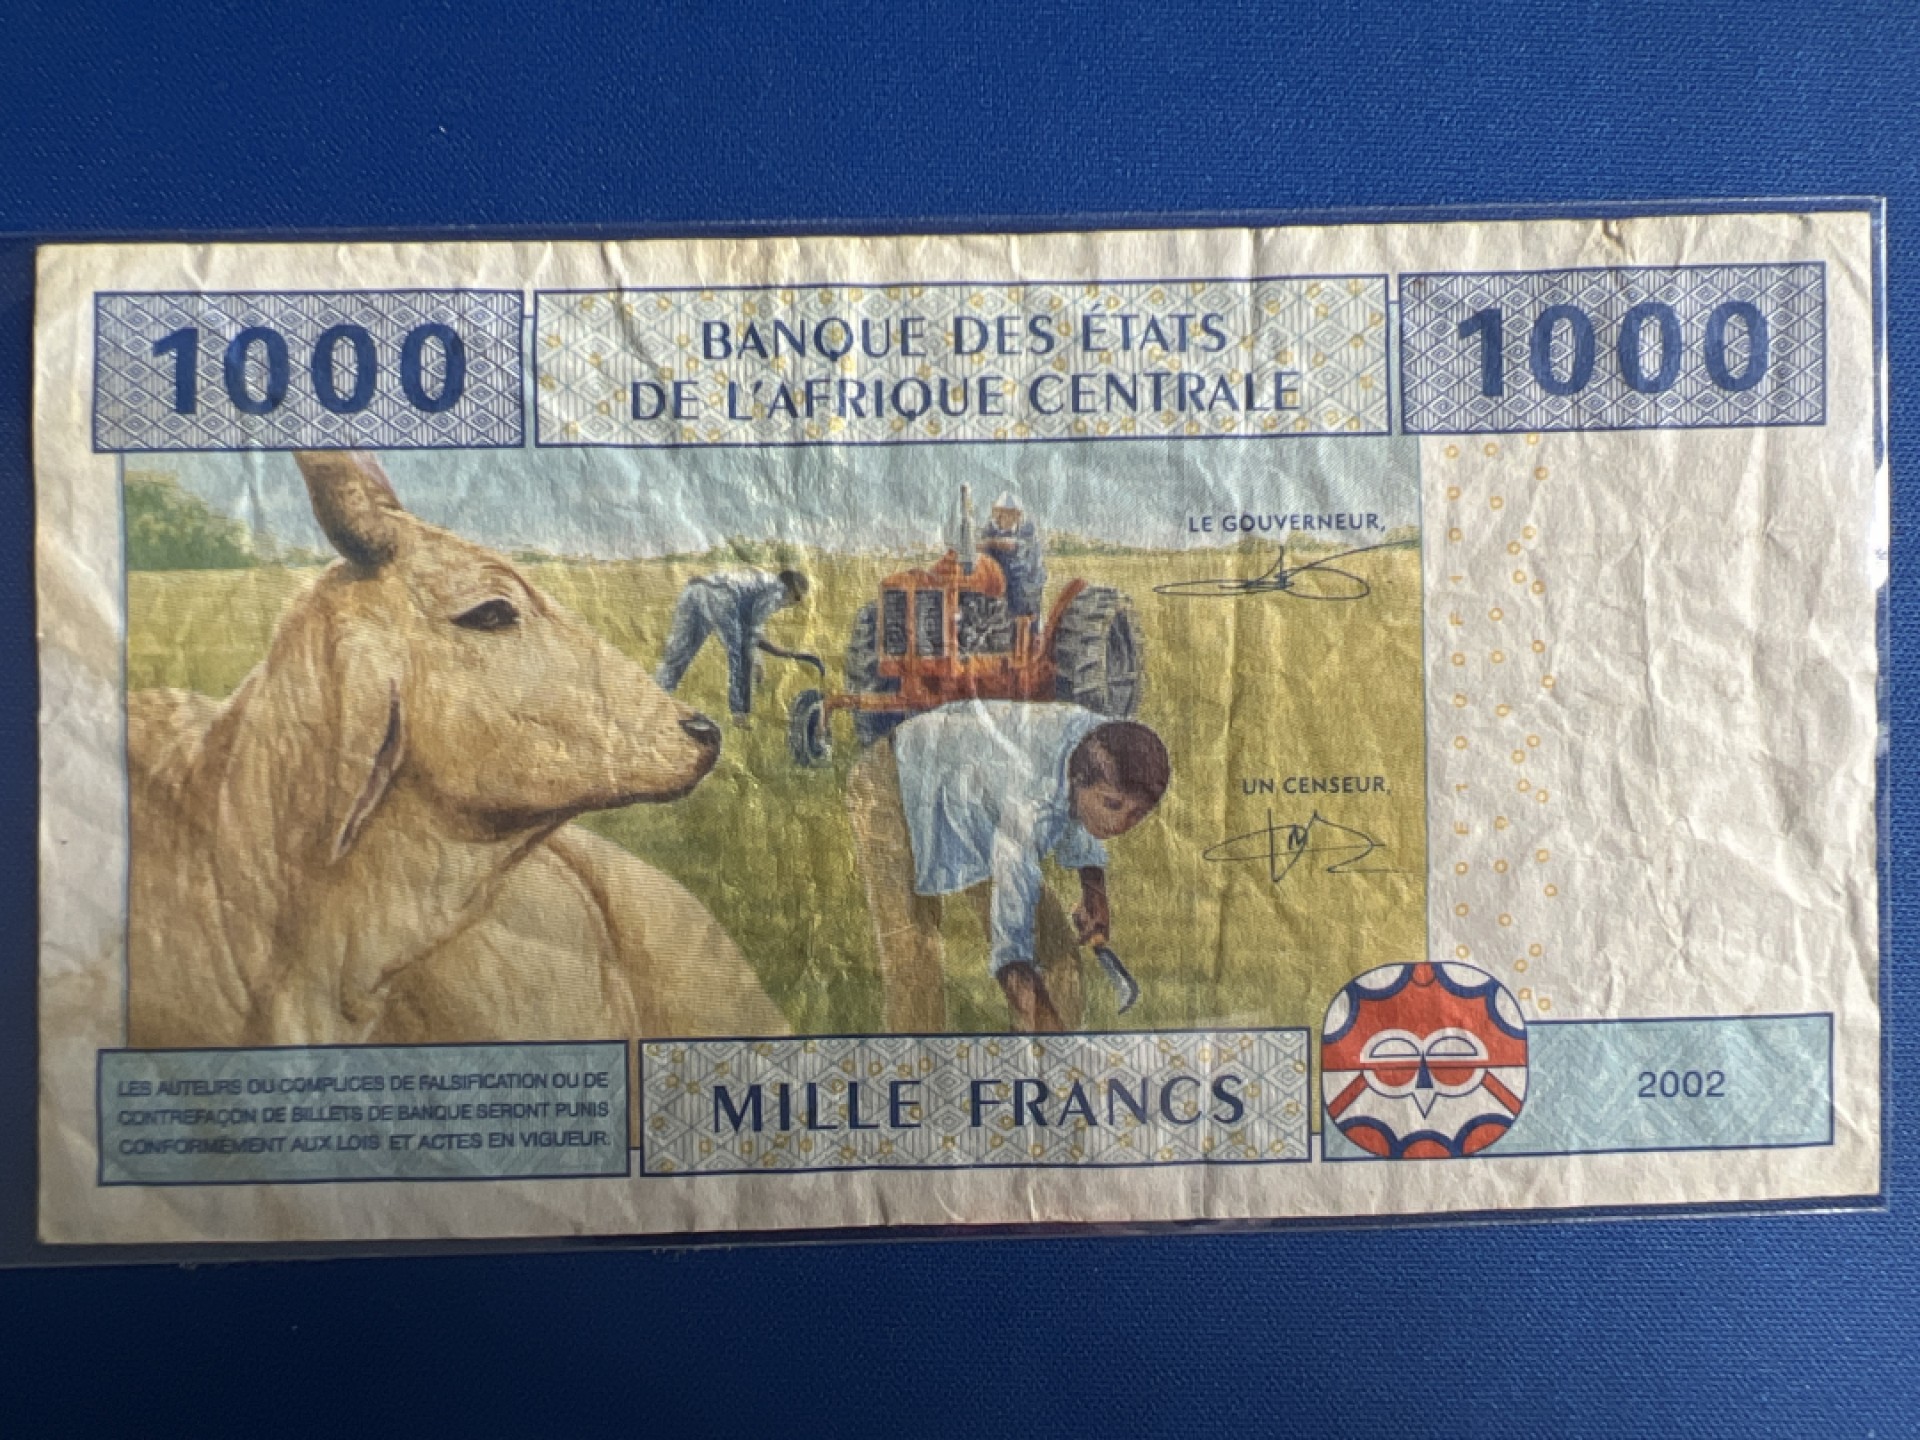 1000
BANQUE DES ÉTATS
DE L'AFRIQUE CENTRALE
1000
LE GOUVERNEUR,
UN CENSEUR,
LES AUTEURS OU COMPLICES DE FALSIFICATION OU DE
CONTREFAÇON DE BILLETS DE BANQUE SERONT PUNIS
CONFORMÉMENT AUX LOIS ET ACTES EN VIGUEUR.
MILLE FRANCS
2002